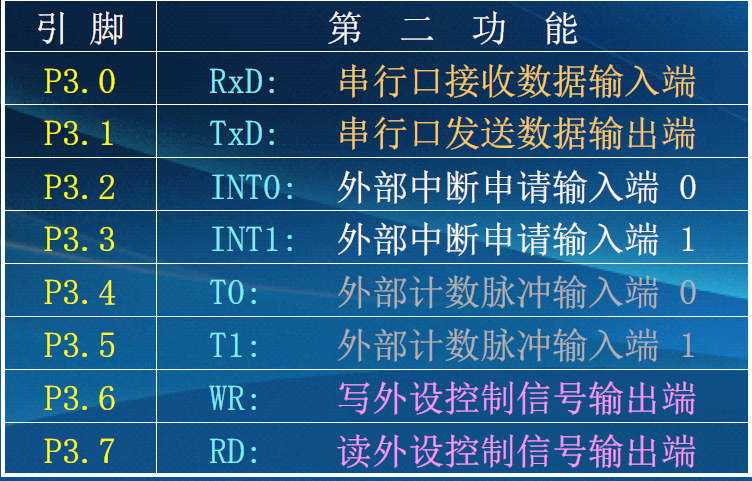 引 脚 第 二 功 能
P3.0 RxD: 串行口接收数据输入端
P3.1 TxD: 串行口发送数据输出端
P3.2 INT0: 外部中断申请输入端 0
P3.3 INT1: 外部中断申请输入端 1
P3.4 T0: 外部计数脉冲输入端 0
P3.5 T1: 外部计数脉冲输入端 1
P3.6 WR: 写外设控制信号输出端
P3.7 RD: 读外设控制信号输出端